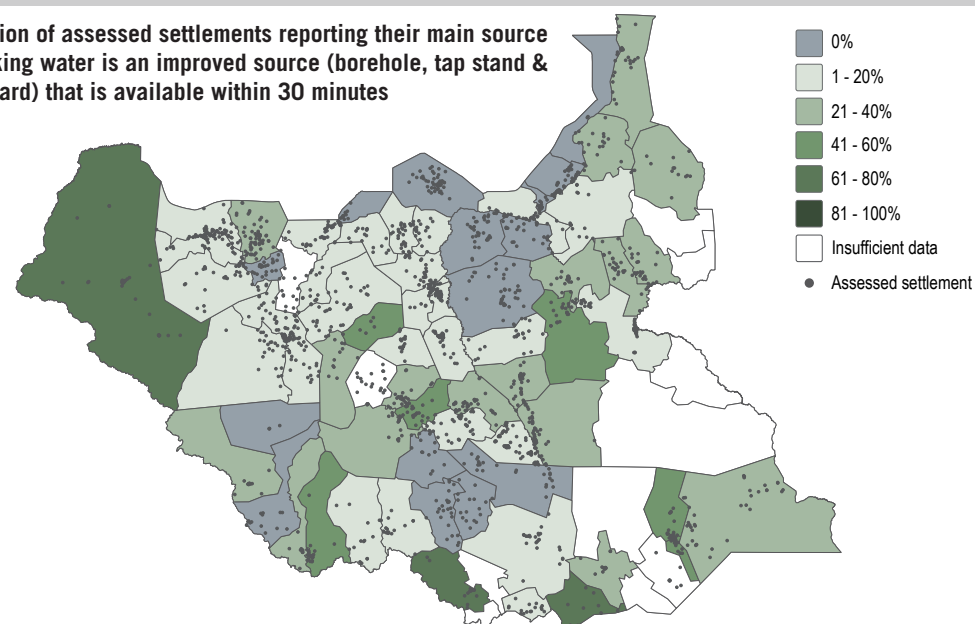 ion of assessed settlements reporting their main source
king water is an improved source (borehole, tap stand &
ard) that is available within 30 minutes
0%
1 - 20%
21 - 40%
41 - 60%
61 - 80%
81 - 100%
Insufficient data
Assessed settlement